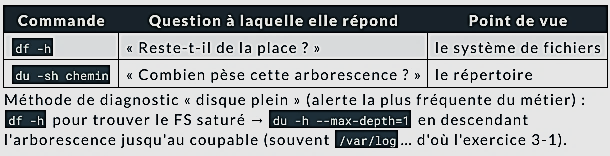 Commande Question à laquelle elle répond Point de vue
df -h « Reste-t-il de la place ? » le système de fichiers
du -sh chemin « Combien pèse cette arborescence ? » le répertoire
Méthode de diagnostic « disque plein » (alerte la plus fréquente du métier) :
df -h pour trouver le FS saturé → du -h --max-depth=1 en descendant
l'arborescence jusqu'au coupable (souvent /var/log … d'où l'exercice 3-1).